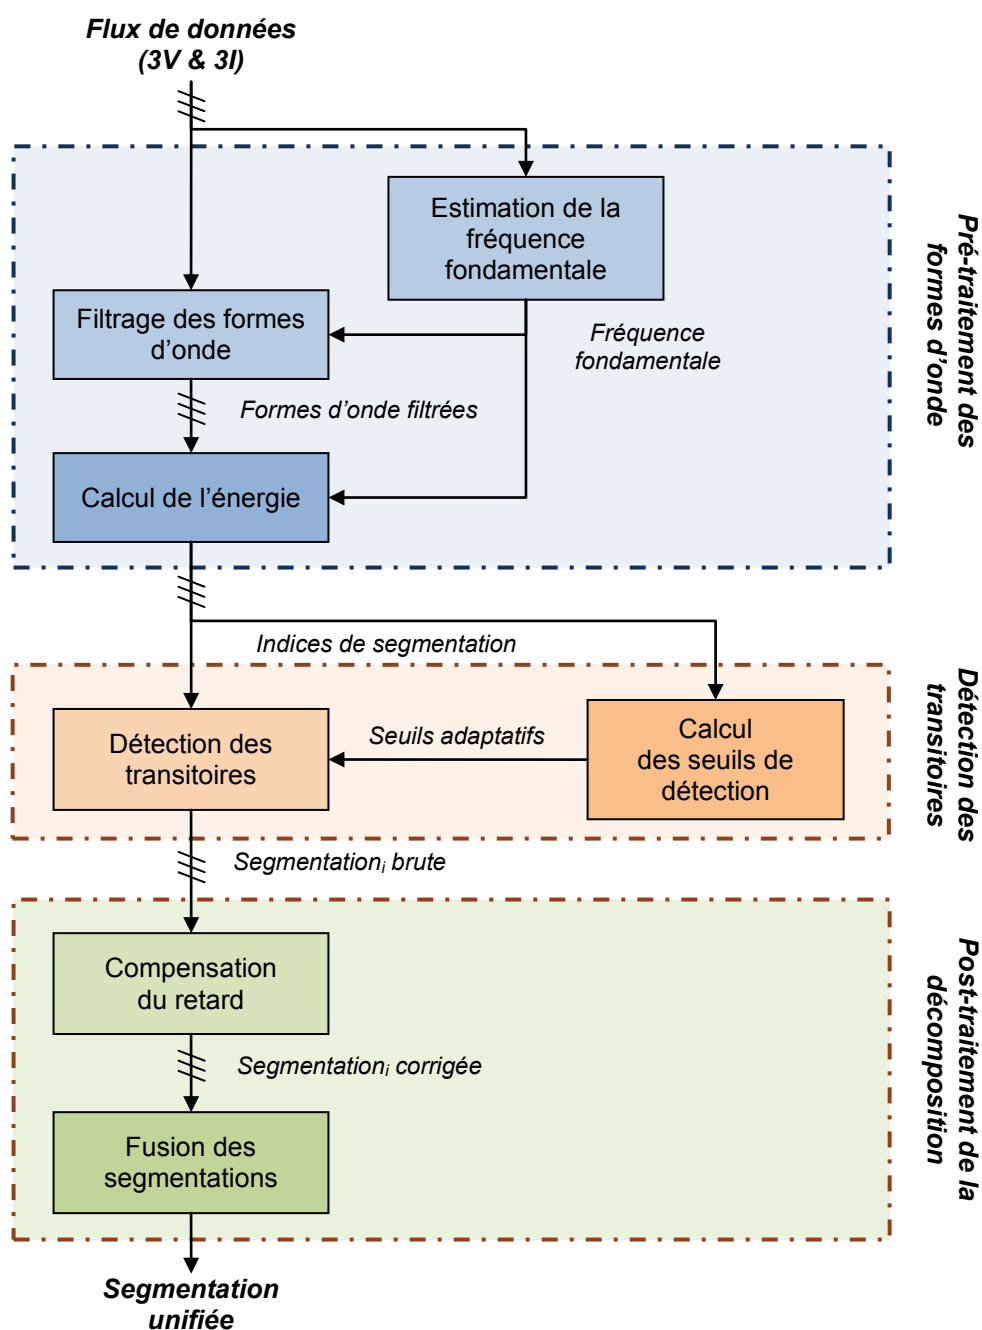 Flux de données
(3V & 3I)
Estimation de la
fréquence
fondamentale
Filtrage des formes
d’onde
Fréquence
fondamentale
Formes d’onde filtrées
Calcul de l’énergie
Pré-traitement des
formes d’onde
Indices de segmentation
Détection des
transitoires
Seuils adaptatifs
Calcul
des seuils de
détection
Détection des
transitoires
Segmentationᵢ brute
Compensation
du retard
Segmentationᵢ corrigée
Fusion des
segmentations
Post-traitement de la
décomposition
Segmentation
unifiée